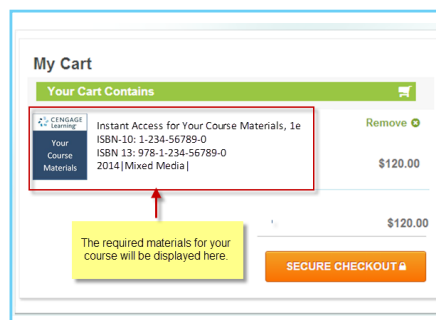 My Cart
Your Cart Contains
CENGAGE
Learning
Your
Course
Materials
Instant Access for Your Course Materials, 1e
ISBN-10: 1-234-56789-0
ISBN 13: 978-1-234-56789-0
2014|Mixed Media|
Remove
$120.00
$120.00
The required materials for your
course will be displayed here.
SECURE CHECKOUT